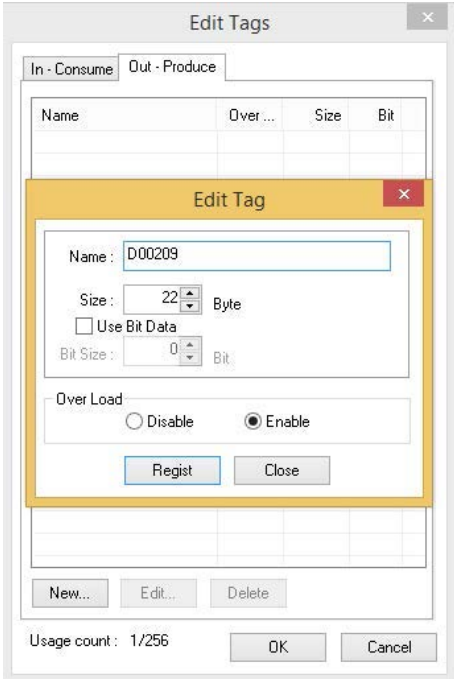 Edit Tags
In - Consume Out - Produce
Name Over ... Size Bit
Edit Tag
Name : D00209
Size : 22 Byte
Use Bit Data
Bit Size : 0 Bit
Over Load
Disable Enable
Regist Close
New... Edit... Delete
Usage count : 1/256 OK Cancel